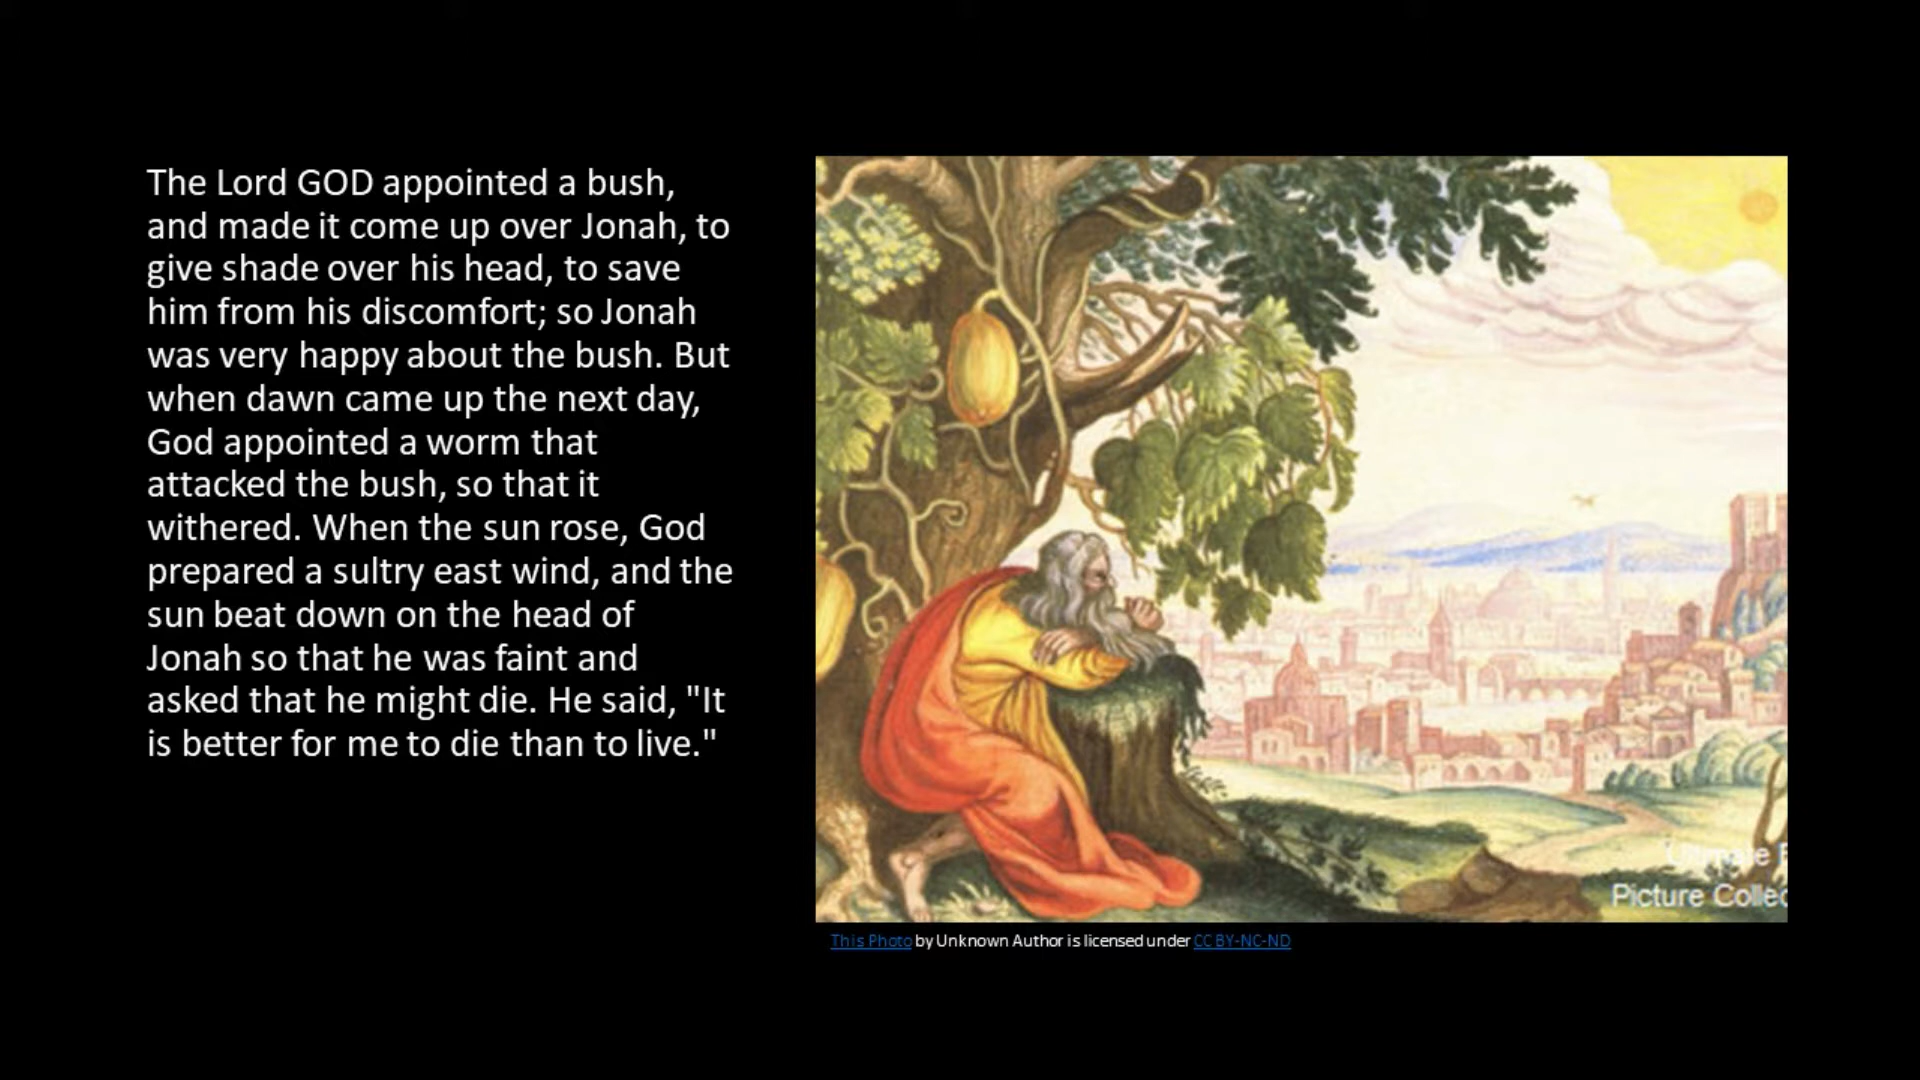 The Lord GOD appointed a bush,
and made it come up over Jonah, to
give shade over his head, to save
him from his discomfort; so Jonah
was very happy about the bush. But
when dawn came up the next day,
God appointed a worm that
attacked the bush, so that it
withered. When the sun rose, God
prepared a sultry east wind, and the
sun beat down on the head of
Jonah so that he was faint and
asked that he might die. He said, "It
is better for me to die than to live."
Picture Collec
This Photo by Unknown Author is licensed under CC BY-NC-ND